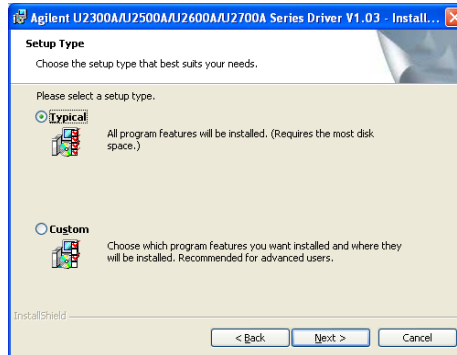 Agilent U2300A/U2500A/U2600A/U2700A Series Driver V1.03 - Install...
Setup Type
Choose the setup type that best suits your needs.
Please select a setup type.
Typical
All program features will be installed. (Requires the most disk
space.)
Custom
Choose which program features you want installed and where they
will be installed. Recommended for advanced users.
InstallShield
< Back
Next >
Cancel